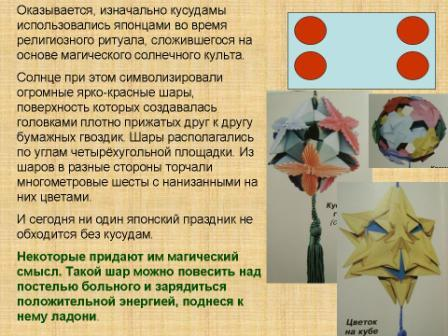 Оказывается, изначально кусудамы
использовались японцами во время
религиозного ритуала, сложившегося на
основе магического солнечного культа.
Солнце при этом символизировали
огромные ярко-красные шары,
поверхность которых создавалась
головками плотно прижатых друг к другу
бумажных гвоздик. Шары располагались
по углам четырёхугольной площадки. Из
шаров в разные стороны торчали
многометровые шесты с нанизанными на
них цветами.
И сегодня ни один японский праздник не
обходится без кусудам.
Некоторые придают им магический
смысл. Такой шар можно повесить над
постелью больного и зарядиться
положительной энергией, поднеся к
нему ладони.
Цветок
на кубе